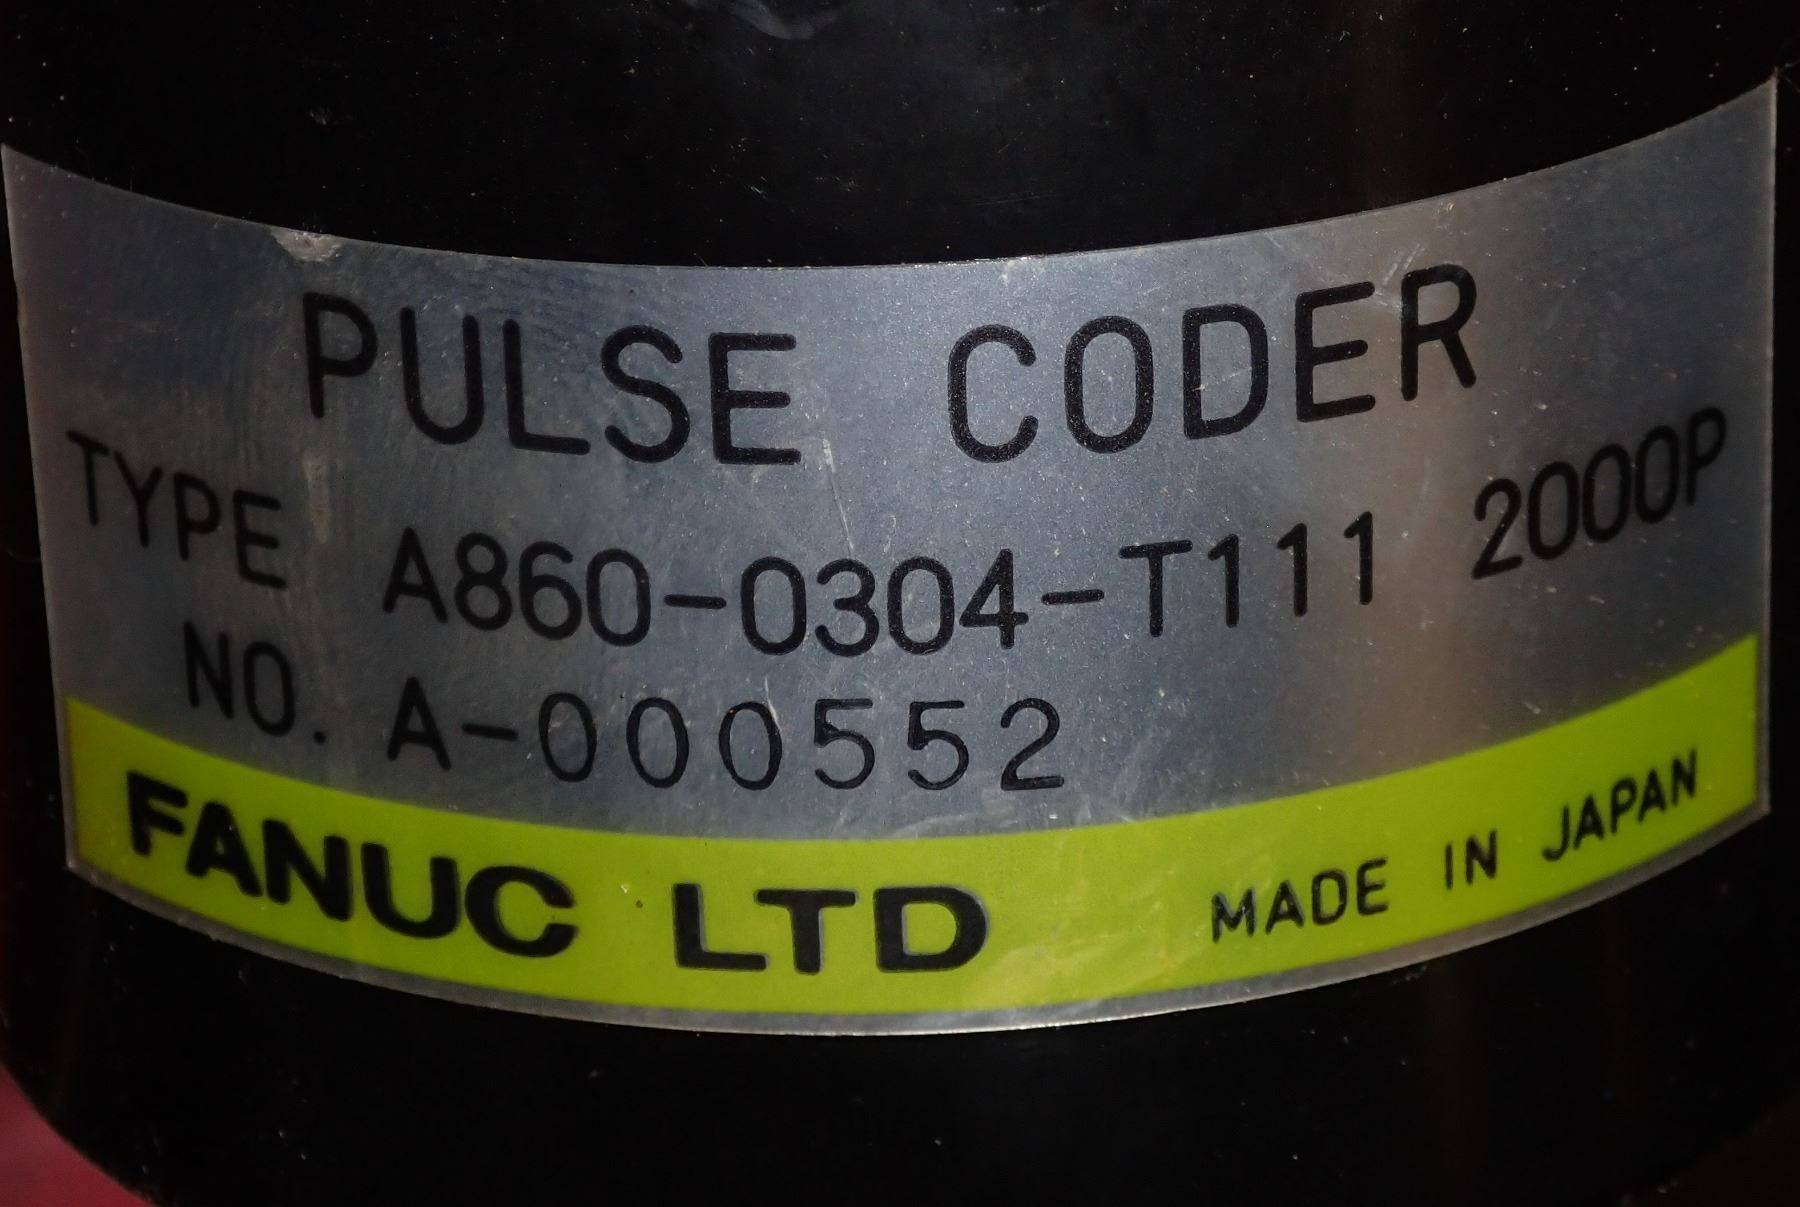 PULSE CODER
TYPE A860-0304-T111 2000P
NO. A-000552
FANUC LTD MADE IN JAPAN